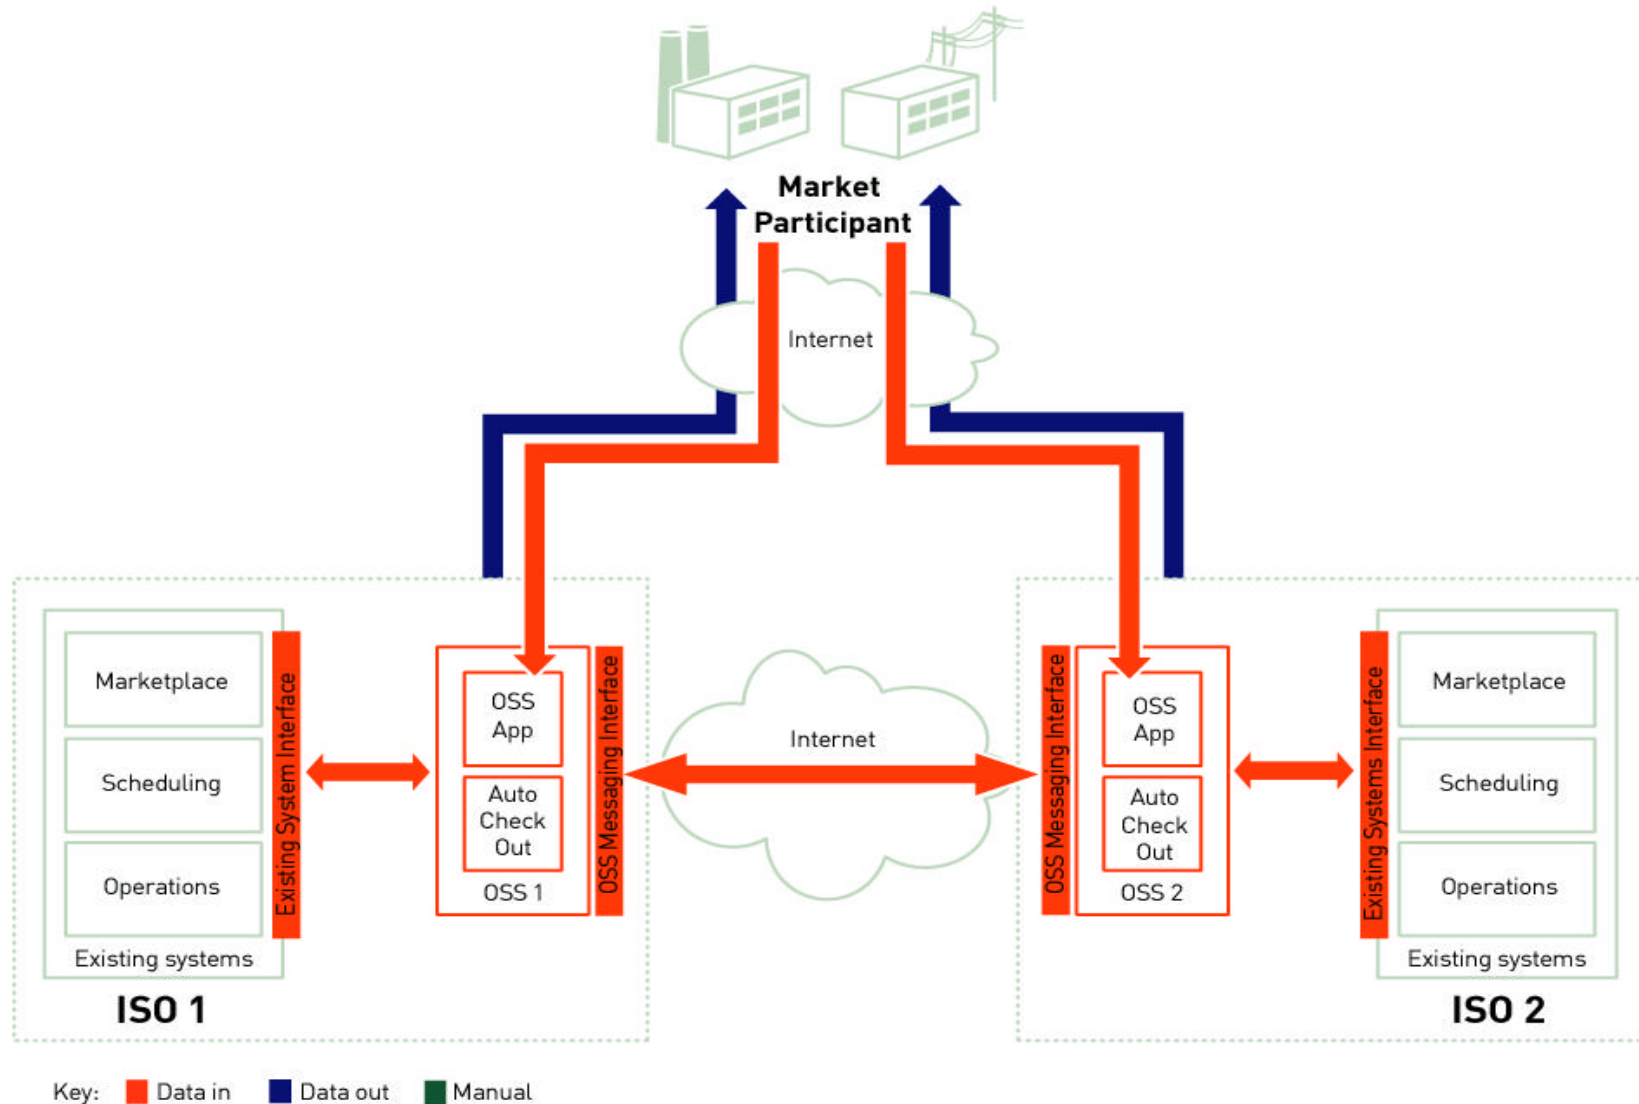 Market
Participant
Internet
Marketplace
Scheduling
Operations
Existing systems
Existing System Interface
ISO 1
OSS
App
Auto
Check
Out
OSS 1
OSS Messaging Interface
Internet
OSS Messaging Interface
OSS
App
Auto
Check
Out
OSS 2
Existing Systems Interface
Marketplace
Scheduling
Operations
Existing systems
ISO 2
Key: Data in Data out Manual